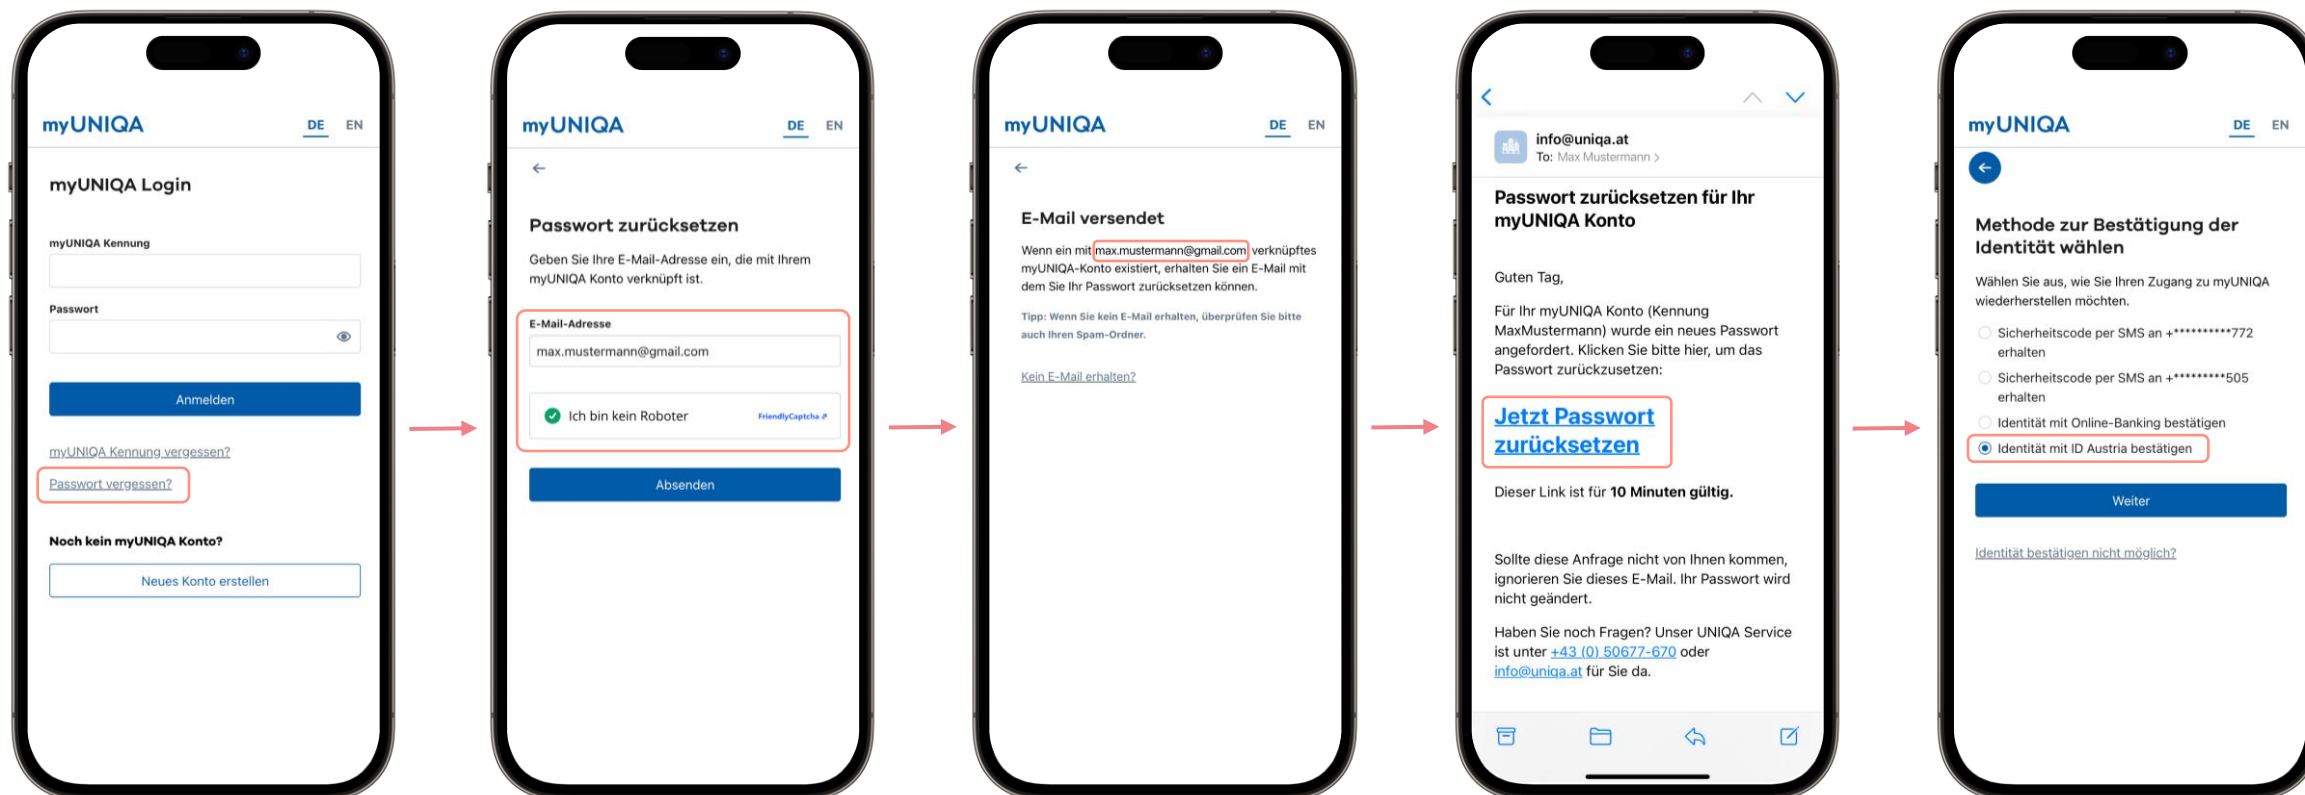 myUNIQA
DE EN
myUNIQA Login
myUNIQA Kennung
Passwort
Anmelden
myUNIQA Kennung vergessen?
Passwort vergessen?
Noch kein myUNIQA Konto?
Neues Konto erstellen
myUNIQA
DE EN
Passwort zurücksetzen
Geben Sie Ihre E-Mail-Adresse ein, die mit Ihrem
myUNIQA Konto verknüpft ist.
E-Mail-Adresse
max.mustermann@gmail.com
Ich bin kein Roboter
FriendlyCaptcha
Absenden
myUNIQA
DE EN
E-Mail versendet
Wenn ein mit max.mustermann@gmail.com verknüpftes
myUNIQA-Konto existiert, erhalten Sie ein E-Mail mit
dem Sie Ihr Passwort zurücksetzen können.
Tipp: Wenn Sie kein E-Mail erhalten, überprüfen Sie bitte
auch Ihren Spam-Ordner.
Kein E-Mail erhalten?
info@uniqa.at
To: Max Mustermann
Passwort zurücksetzen für Ihr
myUNIQA Konto
Guten Tag,
Für Ihr myUNIQA Konto (Kennung
MaxMustermann) wurde ein neues Passwort
angefordert. Klicken Sie bitte hier, um das
Passwort zurückzusetzen:
Jetzt Passwort
zurücksetzen
Dieser Link ist für 10 Minuten gültig.
Sollte diese Anfrage nicht von Ihnen kommen,
ignorieren Sie dieses E-Mail. Ihr Passwort wird
nicht geändert.
Haben Sie noch Fragen? Unser UNIQA Service
ist unter +43 (0) 50677-670 oder
info@uniqa.at für Sie da.
myUNIQA
DE EN
Methode zur Bestätigung der
Identität wählen
Wählen Sie aus, wie Sie Ihren Zugang zu myUNIQA
wiederherstellen möchten.
Sicherheitscode per SMS an +**********772
erhalten
Sicherheitscode per SMS an +*********505
erhalten
Identität mit Online-Banking bestätigen
Identität mit ID Austria bestätigen
Weiter
Identität bestätigen nicht möglich?